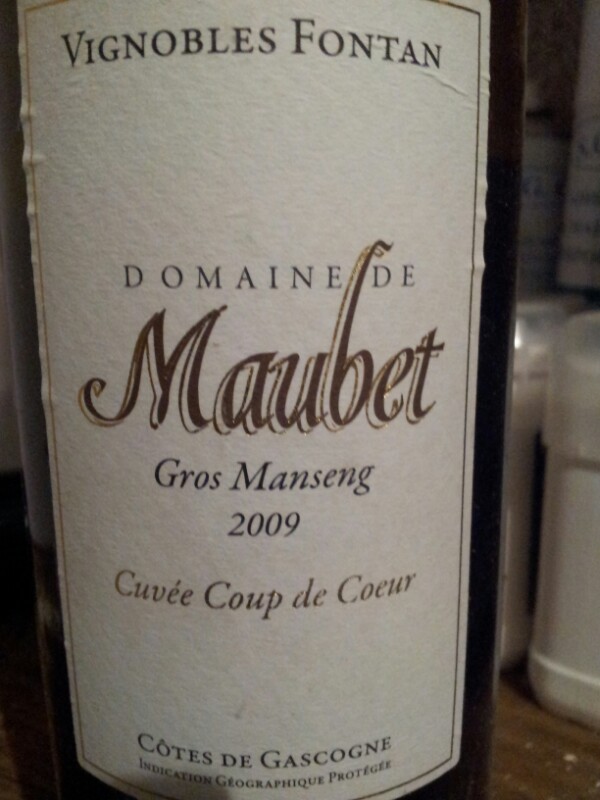 VIGNOBLES FONTAN
DOMAINE DE
Maubet
Gros Manseng
2009
Cuvée Coup de Coeur
CÔTES DE GASCOGNE
INDICATION GÉOGRAPHIQUE PROTÉGÉE